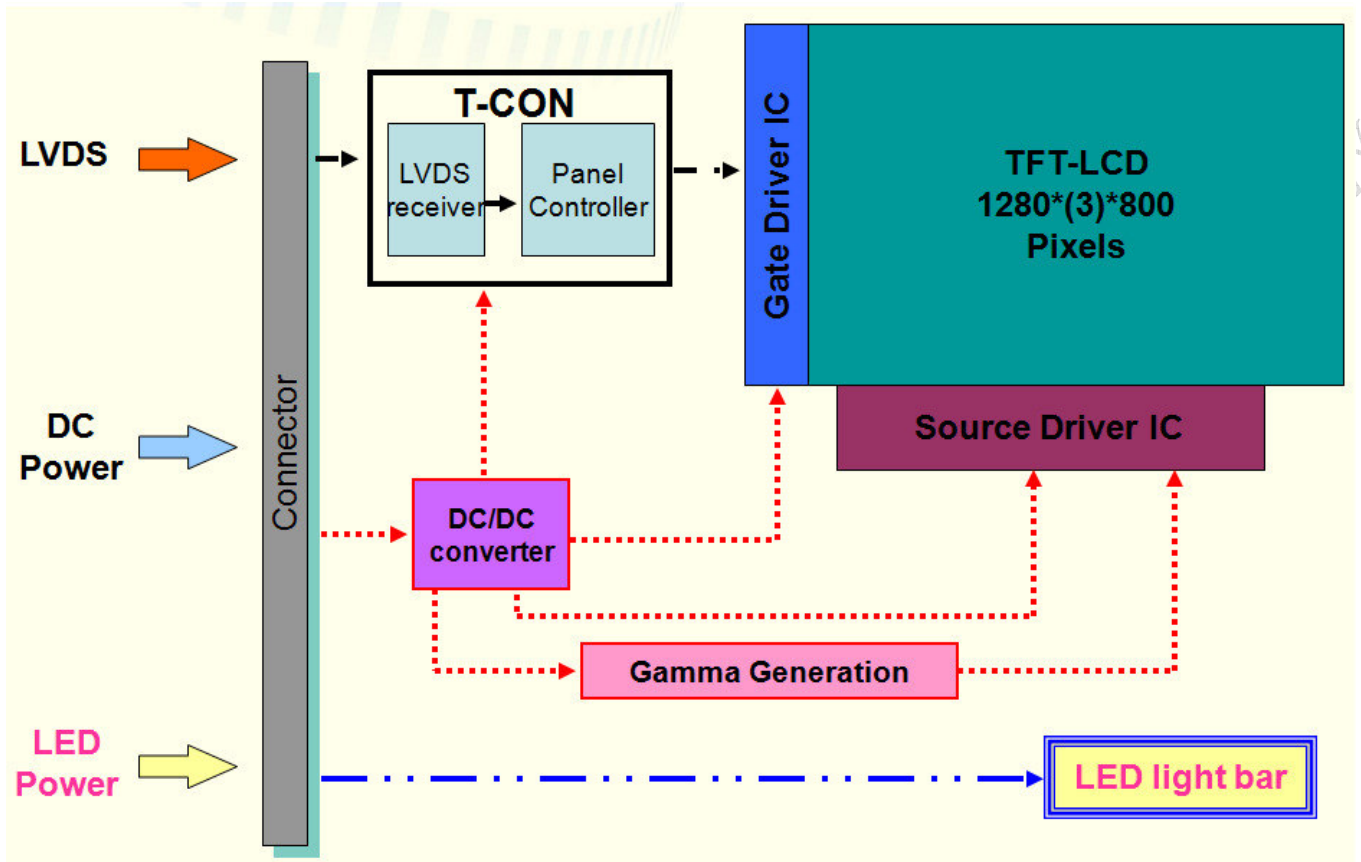 LVDS
DC
Power
LED
Power
Connector
T-CON
LVDS
receiver
Panel
Controller
DC/DC
converter
Gamma Generation
Gate Driver IC
TFT-LCD
1280*(3)*800
Pixels
Source Driver IC
LED light bar